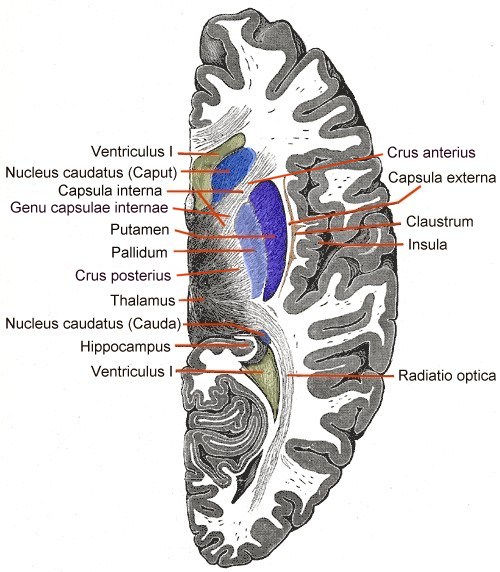 Ventriculus I
Nucleus caudatus (Caput)
Capsula interna
Genu capsulae internae
Putamen
Pallidum
Crus posterius
Thalamus
Nucleus caudatus (Cauda)
Hippocampus
Ventriculus I
Crus anterius
Capsula externa
Claustrum
Insula
Radiatio optica